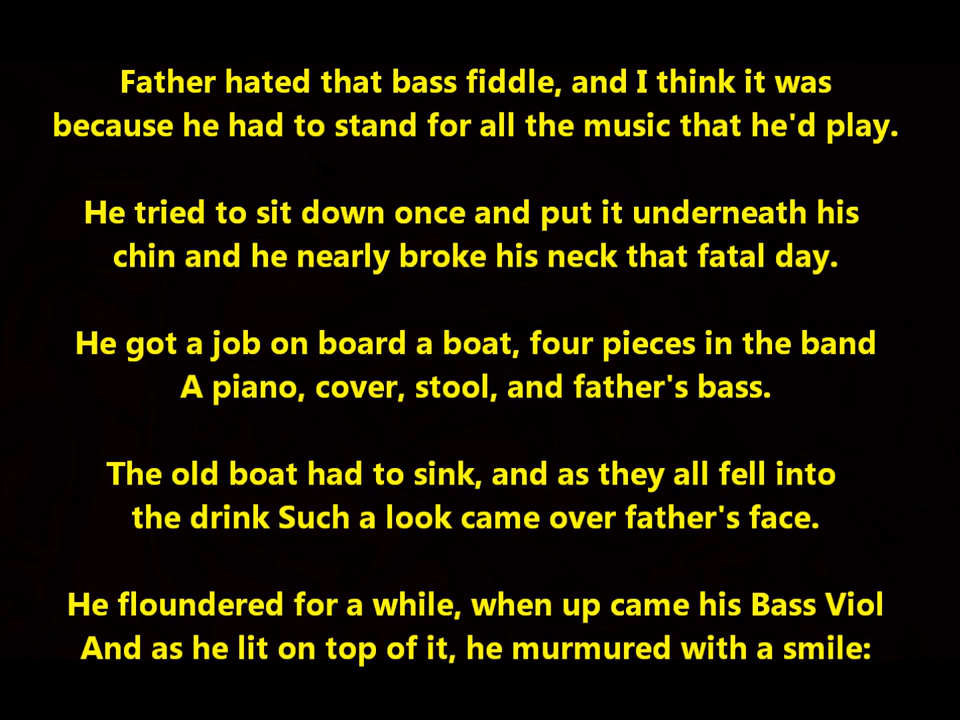 Father hated that bass fiddle, and I think it was
because he had to stand for all the music that he'd play.
He tried to sit down once and put it underneath his
chin and he nearly broke his neck that fatal day.
He got a job on board a boat, four pieces in the band
A piano, cover, stool, and father's bass.
The old boat had to sink, and as they all fell into
the drink Such a look came over father's face.
He floundered for a while, when up came his Bass Viol
And as he lit on top of it, he murmured with a smile: